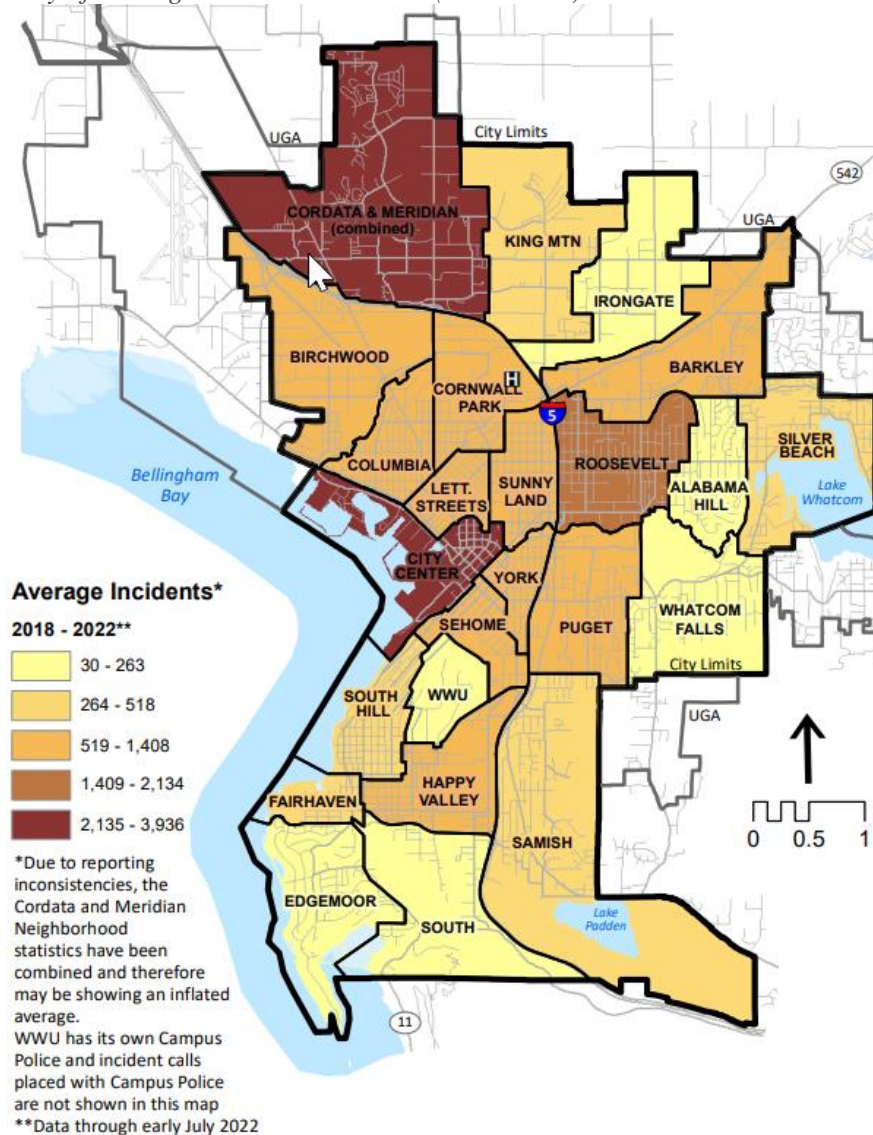 UGA
City Limits
542
UGA
CORDATA & MERIDIAN
(combined)
KING MTN
IRONGATE
BIRCHWOOD
BARKLEY
H
CORNWALL
PARK
5
SILVER
BEACH
ROOSEVELT
COLUMBIA
Bellingham
Bay
LETT.
STREETS
SUNNY
LAND
ALABAMA
HILL
Lake
Whatcom
CITY
CENTER
YORK
Average Incidents*
SEHOME
PUGET
WHATCOM
FALLS
2018 - 2022**
City Limits
30 - 263
WWU
SOUTH
HILL
UGA
264 - 518
519 - 1,408
HAPPY
VALLEY
1,409 - 2,134
FAIRHAVEN
2,135 - 3,936
0 0.5 1
SAMISH
*Due to reporting
inconsistencies, the
Cordata and Meridian
Neighborhood
statistics have been
combined and therefore
may be showing an inflated
average.
WWU has its own Campus
Police and incident calls
placed with Campus Police
are not shown in this map
**Data through early July 2022
EDGEMOOR
SOUTH
Lake
Padden
11